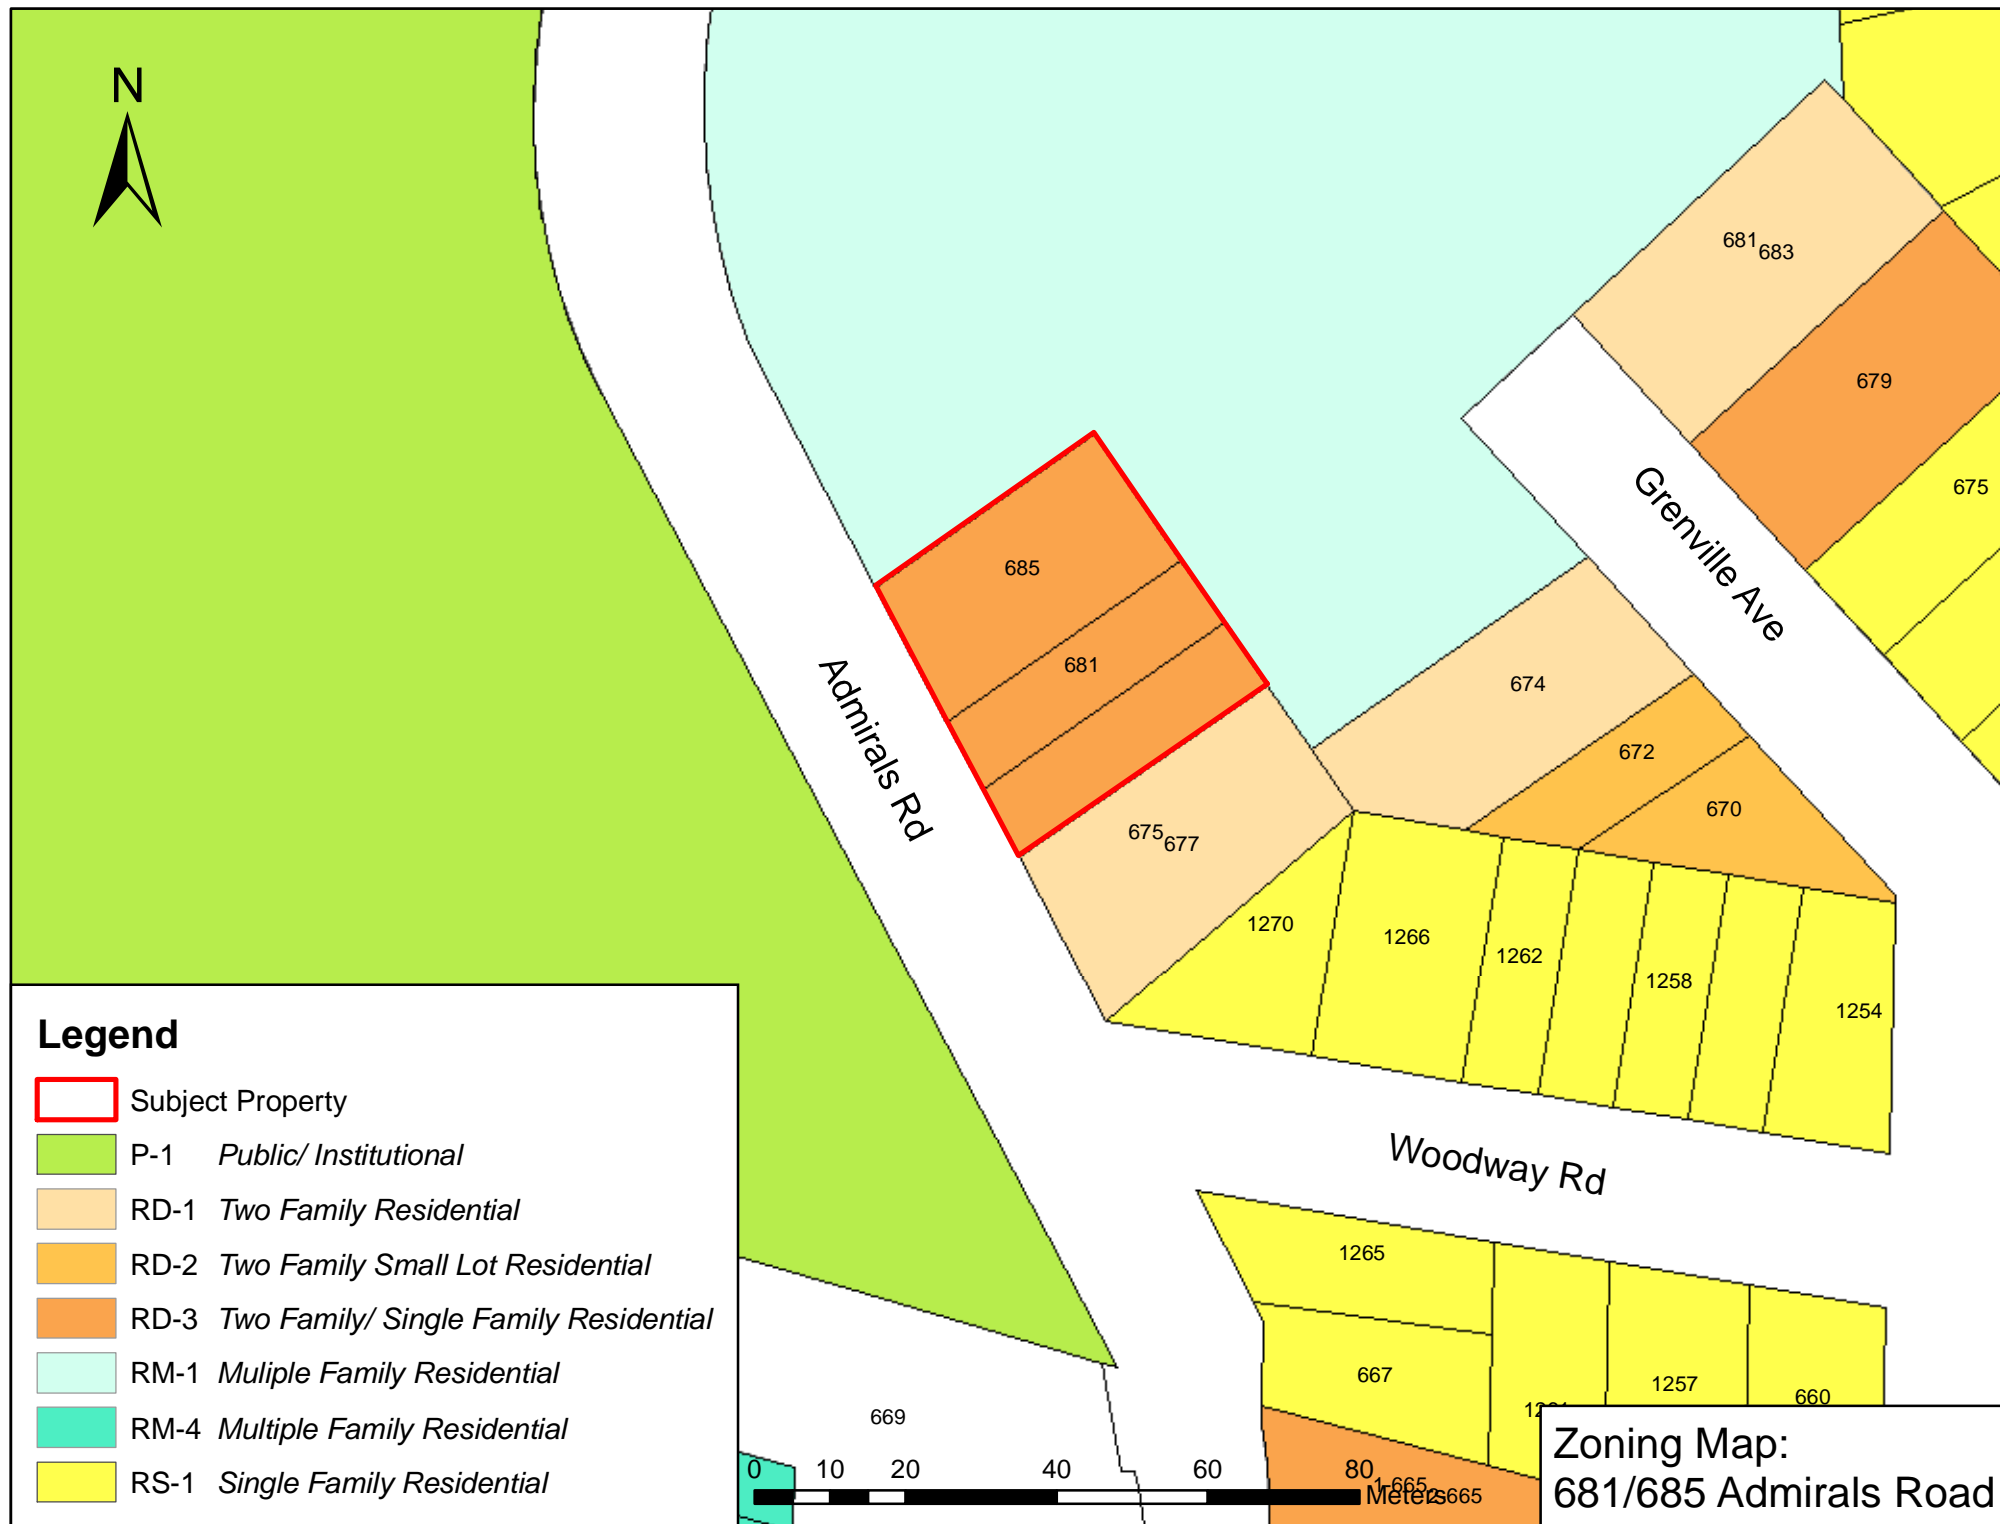 N
681
683
679
675
Grenville Ave
685
681
674
672
670
Admirals Rd
675
677
1270
1266
1262
1258
1254
Woodway Rd
1265
667
1257
660
669
Legend
Subject Property
P-1 Public/ Institutional
RD-1 Two Family Residential
RD-2 Two Family Small Lot Residential
RD-3 Two Family/ Single Family Residential
RM-1 Muliple Family Residential
RM-4 Multiple Family Residential
RS-1 Single Family Residential
0 10 20 40 60 80
Meters
1-665
2-665
Zoning Map:
681/685 Admirals Road